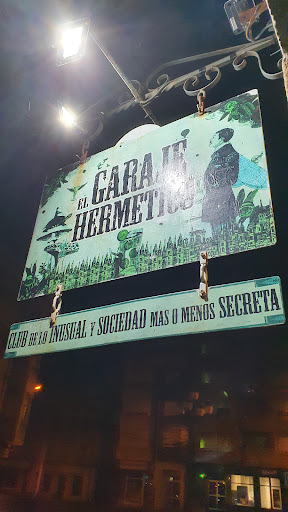 EL GARAJE
HERMETICO
CLUB DE LO INUSUAL Y SOCIEDAD MAS O MENOS SECRETA